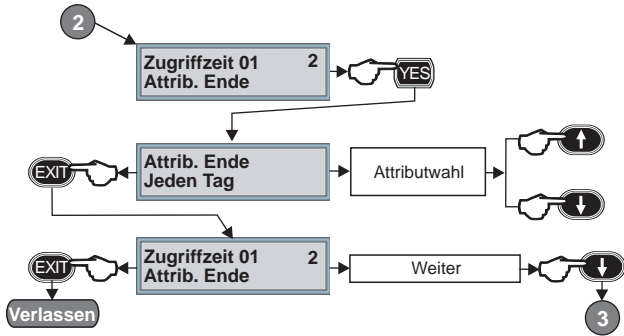 2
Zugriffzeit 01 2
Attrib. Ende
YES
EXIT
Attrib. Ende
Jeden Tag
Attributwahl
EXIT
Zugriffzeit 01 2
Attrib. Ende
Weiter
Verlassen
3